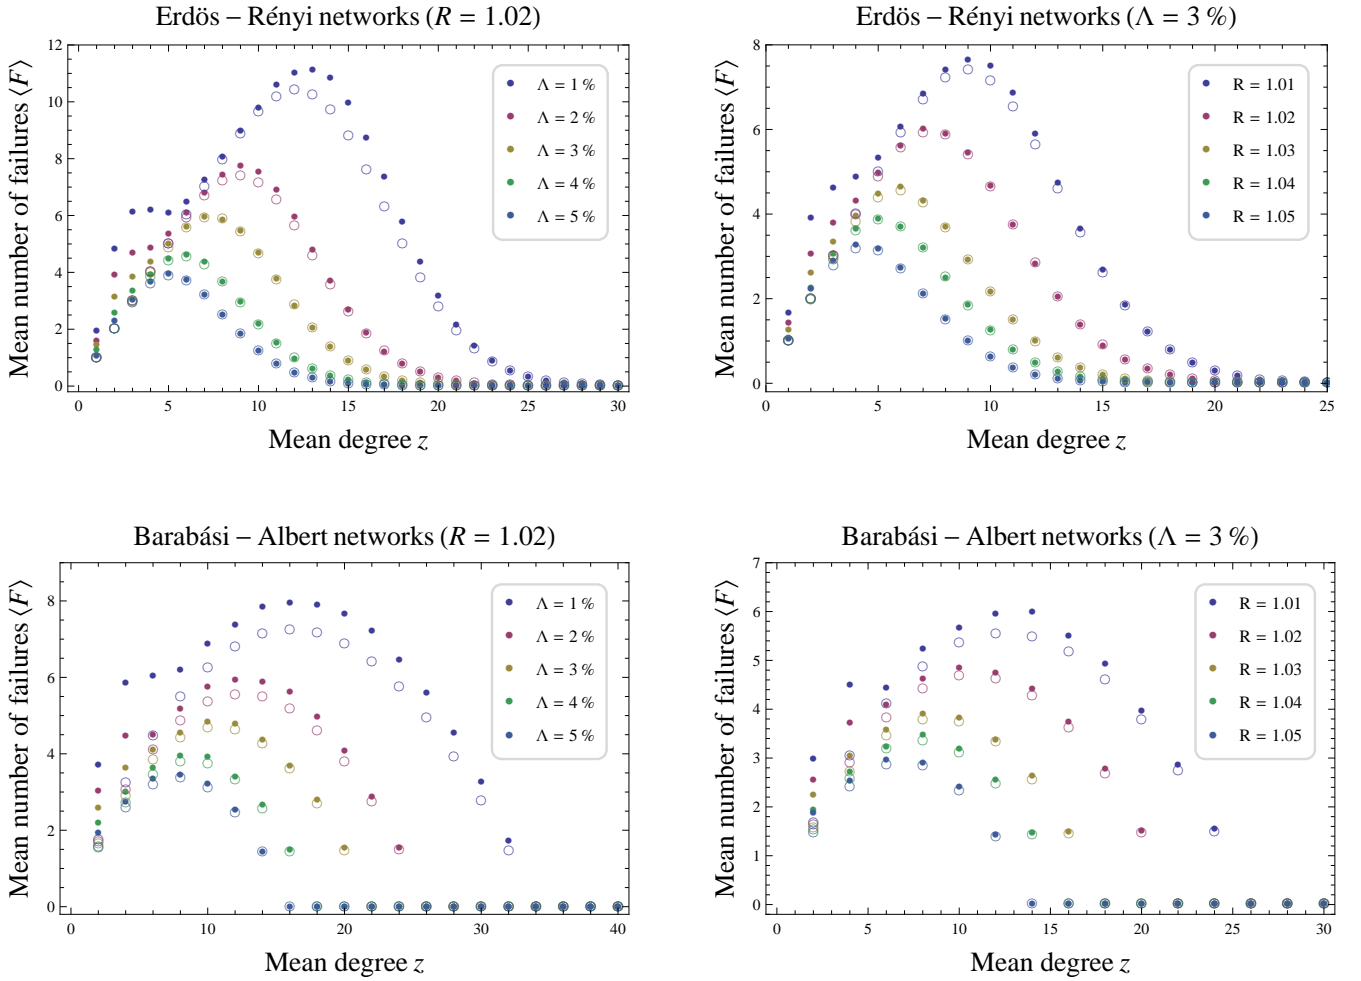 Erdös – Rényi networks (R = 1.02)
Mean number of failures ⟨F⟩
12
10
8
6
4
2
0
Λ = 1 %
Λ = 2 %
Λ = 3 %
Λ = 4 %
Λ = 5 %
0 5 10 15 20 25 30
Mean degree z
Erdös – Rényi networks (Λ = 3 %)
Mean number of failures ⟨F⟩
8
6
4
2
0
R = 1.01
R = 1.02
R = 1.03
R = 1.04
R = 1.05
0 5 10 15 20 25
Mean degree z
Barabási – Albert networks (R = 1.02)
Mean number of failures ⟨F⟩
8
6
4
2
0
Λ = 1 %
Λ = 2 %
Λ = 3 %
Λ = 4 %
Λ = 5 %
0 10 20 30 40
Mean degree z
Barabási – Albert networks (Λ = 3 %)
Mean number of failures ⟨F⟩
7
6
5
4
3
2
1
0
R = 1.01
R = 1.02
R = 1.03
R = 1.04
R = 1.05
0 5 10 15 20 25 30
Mean degree z